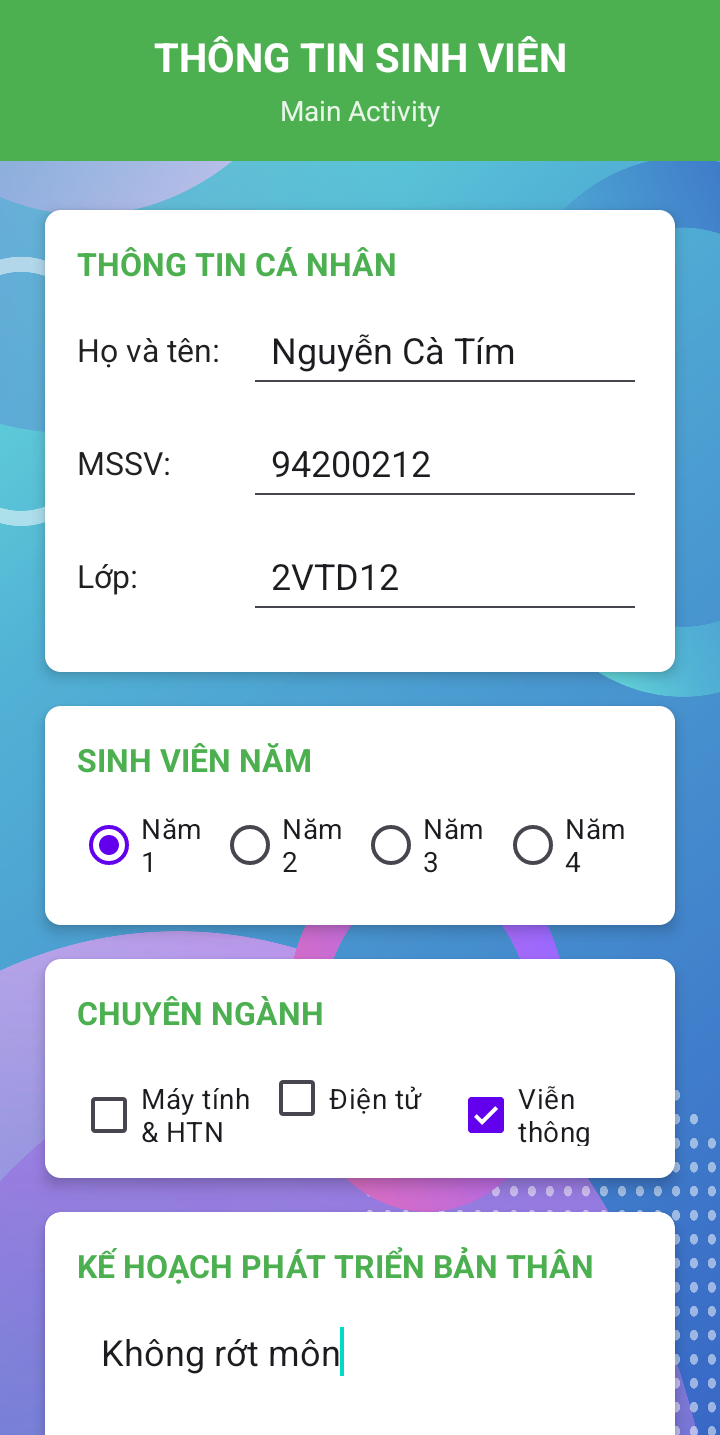 THÔNG TIN SINH VIÊN
Main Activity
THÔNG TIN CÁ NHÂN
Họ và tên: Nguyễn Cà Tím
MSSV: 94200212
Lớp: 2VTD12
SINH VIÊN NĂM
Năm 1 Năm 2 Năm 3 Năm 4
CHUYÊN NGÀNH
Máy tính & HTN Điện tử Viễn thông
KẾ HOẠCH PHÁT TRIỂN BẢN THÂN
Không rớt môn